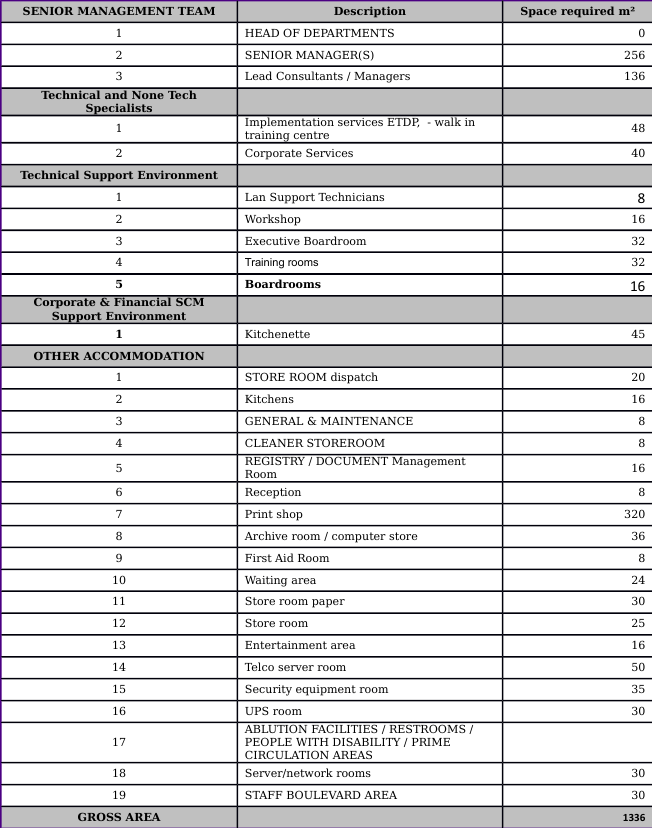 SENIOR MANAGEMENT TEAM Description Space required m²
1 HEAD OF DEPARTMENTS 0
2 SENIOR MANAGER(S) 256
3 Lead Consultants / Managers 136
Technical and None Tech
Specialists
1 Implementation services ETDP,  - walk in
training centre 48
2 Corporate Services 40
Technical Support Environment
1 Lan Support Technicians 8
2 Workshop 16
3 Executive Boardroom 32
4 Training rooms 32
5 Boardrooms 16
Corporate & Financial SCM
Support Environment
1 Kitchenette 45
OTHER ACCOMMODATION
1 STORE ROOM dispatch 20
2 Kitchens 16
3 GENERAL & MAINTENANCE 8
4 CLEANER STOREROOM 8
5 REGISTRY / DOCUMENT Management
Room 16
6 Reception 8
7 Print shop 320
8 Archive room / computer store 36
9 First Aid Room 8
10 Waiting area 24
11 Store room paper 30
12 Store room 25
13 Entertainment area 16
14 Telco server room 50
15 Security equipment room 35
16 UPS room 30
17 ABLUTION FACILITIES / RESTROOMS /
PEOPLE WITH DISABILITY / PRIME
CIRCULATION AREAS
18 Server/network rooms 30
19 STAFF BOULEVARD AREA 30
GROSS AREA 1336